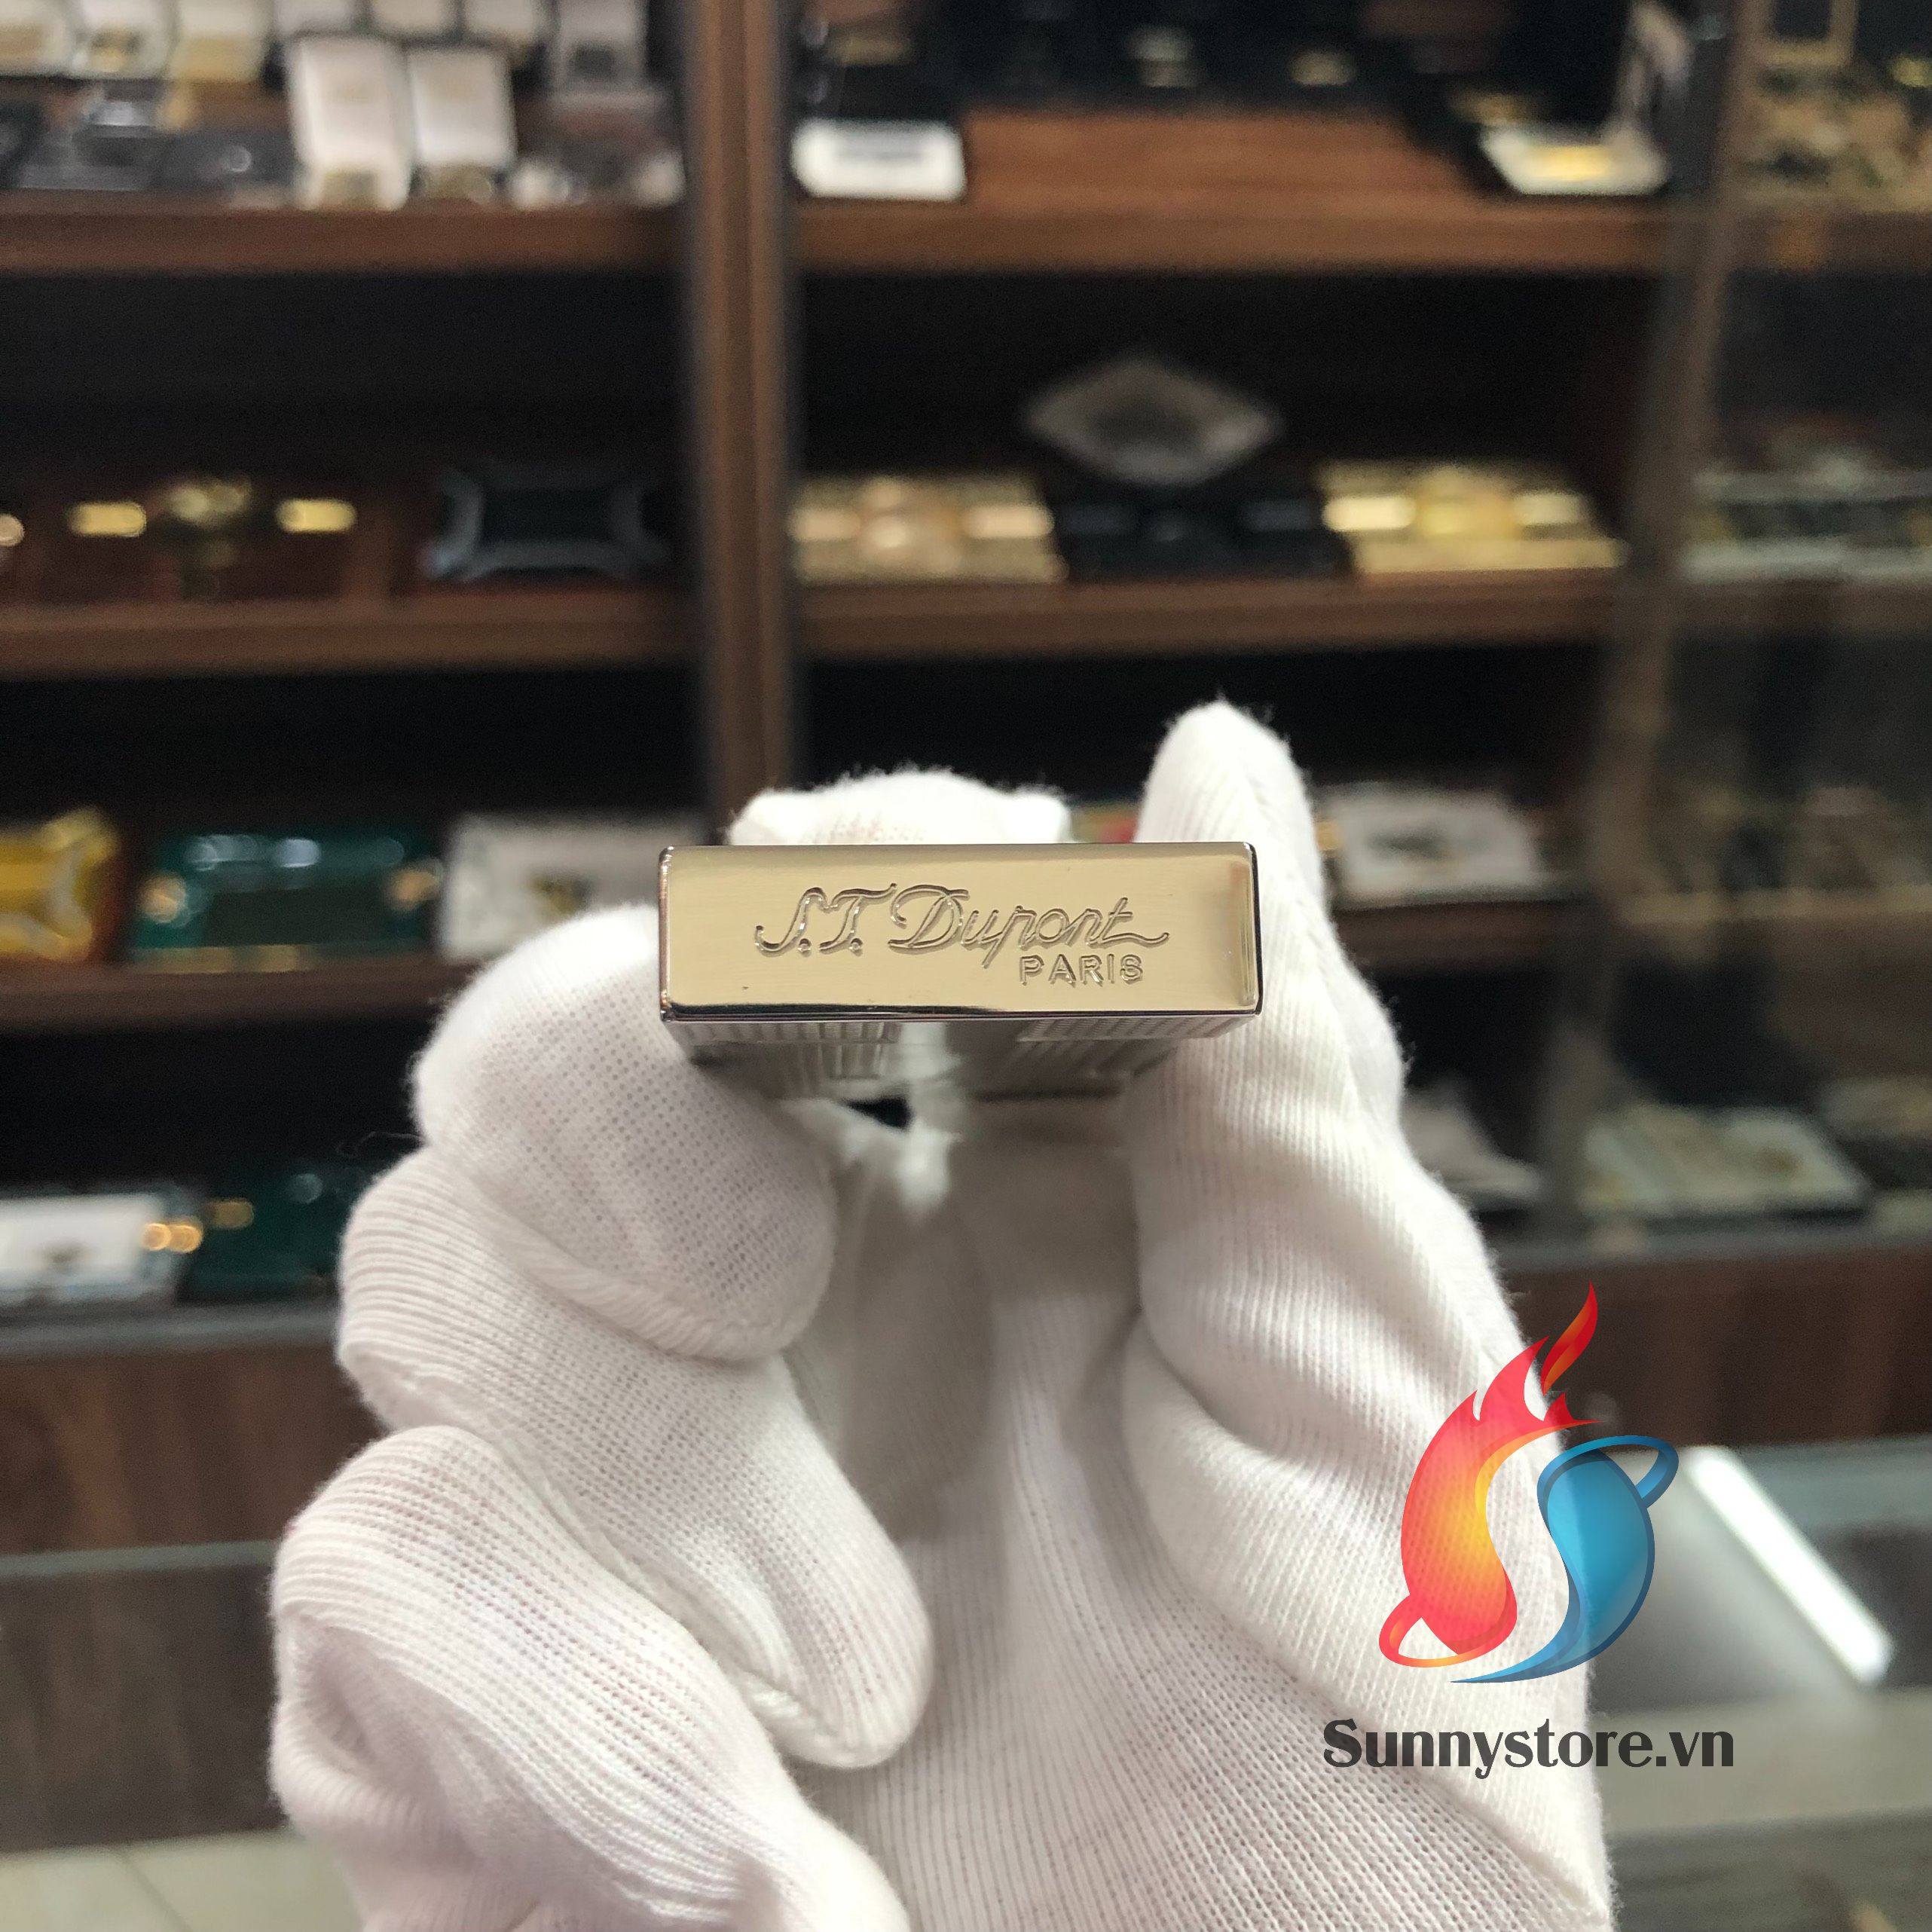 S.T. Dupont
PARIS
Sunnystore.vn